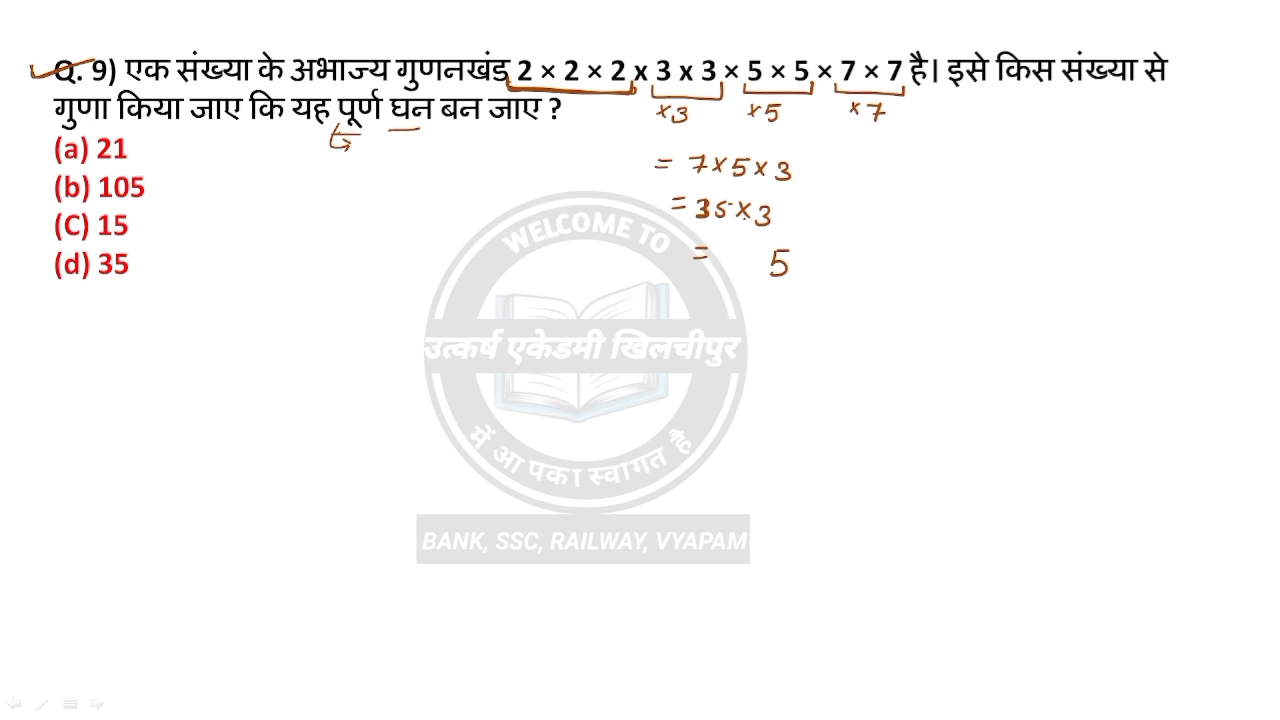 Q. 9) एक संख्या के अभाज्य गुणनखंड 2 × 2 × 2 x 3 x 3 × 5 × 5 × 7 × 7 है। इसे किस संख्या से
गुणा किया जाए कि यह पूर्ण घन बन जाए ?
×3 ×5 ×7
(a) 21
(b) 105
(C) 15
(d) 35
= 7×5×3
= 35×3
= 5
WELCOME TO
उत्कर्ष एकेडमी खिलचीपुर
में आपका स्वागत है
BANK, SSC, RAILWAY, VYAPAM